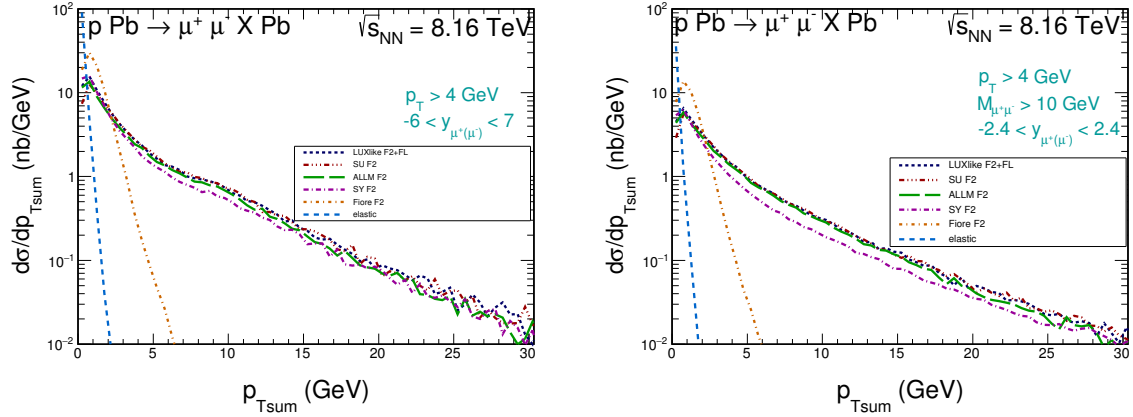 p Pb → μ⁺ μ⁻ X Pb
√s_NN = 8.16 TeV
p_T > 4 GeV
-6 < y_μ⁺(μ⁻) < 7
LUXlike F2+FL
SU F2
ALLM F2
SY F2
Fiore F2
elastic
dσ/dp_Tsum (nb/GeV)
10²
10
1
10⁻¹
10⁻²
0 5 10 15 20 25 30
p_Tsum (GeV)
p Pb → μ⁺ μ⁻ X Pb
√s_NN = 8.16 TeV
p_T > 4 GeV
M_μ⁺μ⁻ > 10 GeV
-2.4 < y_μ⁺(μ⁻) < 2.4
LUXlike F2+FL
SU F2
ALLM F2
SY F2
Fiore F2
elastic
dσ/dp_Tsum (nb/GeV)
10²
10
1
10⁻¹
10⁻²
0 5 10 15 20 25 30
p_Tsum (GeV)